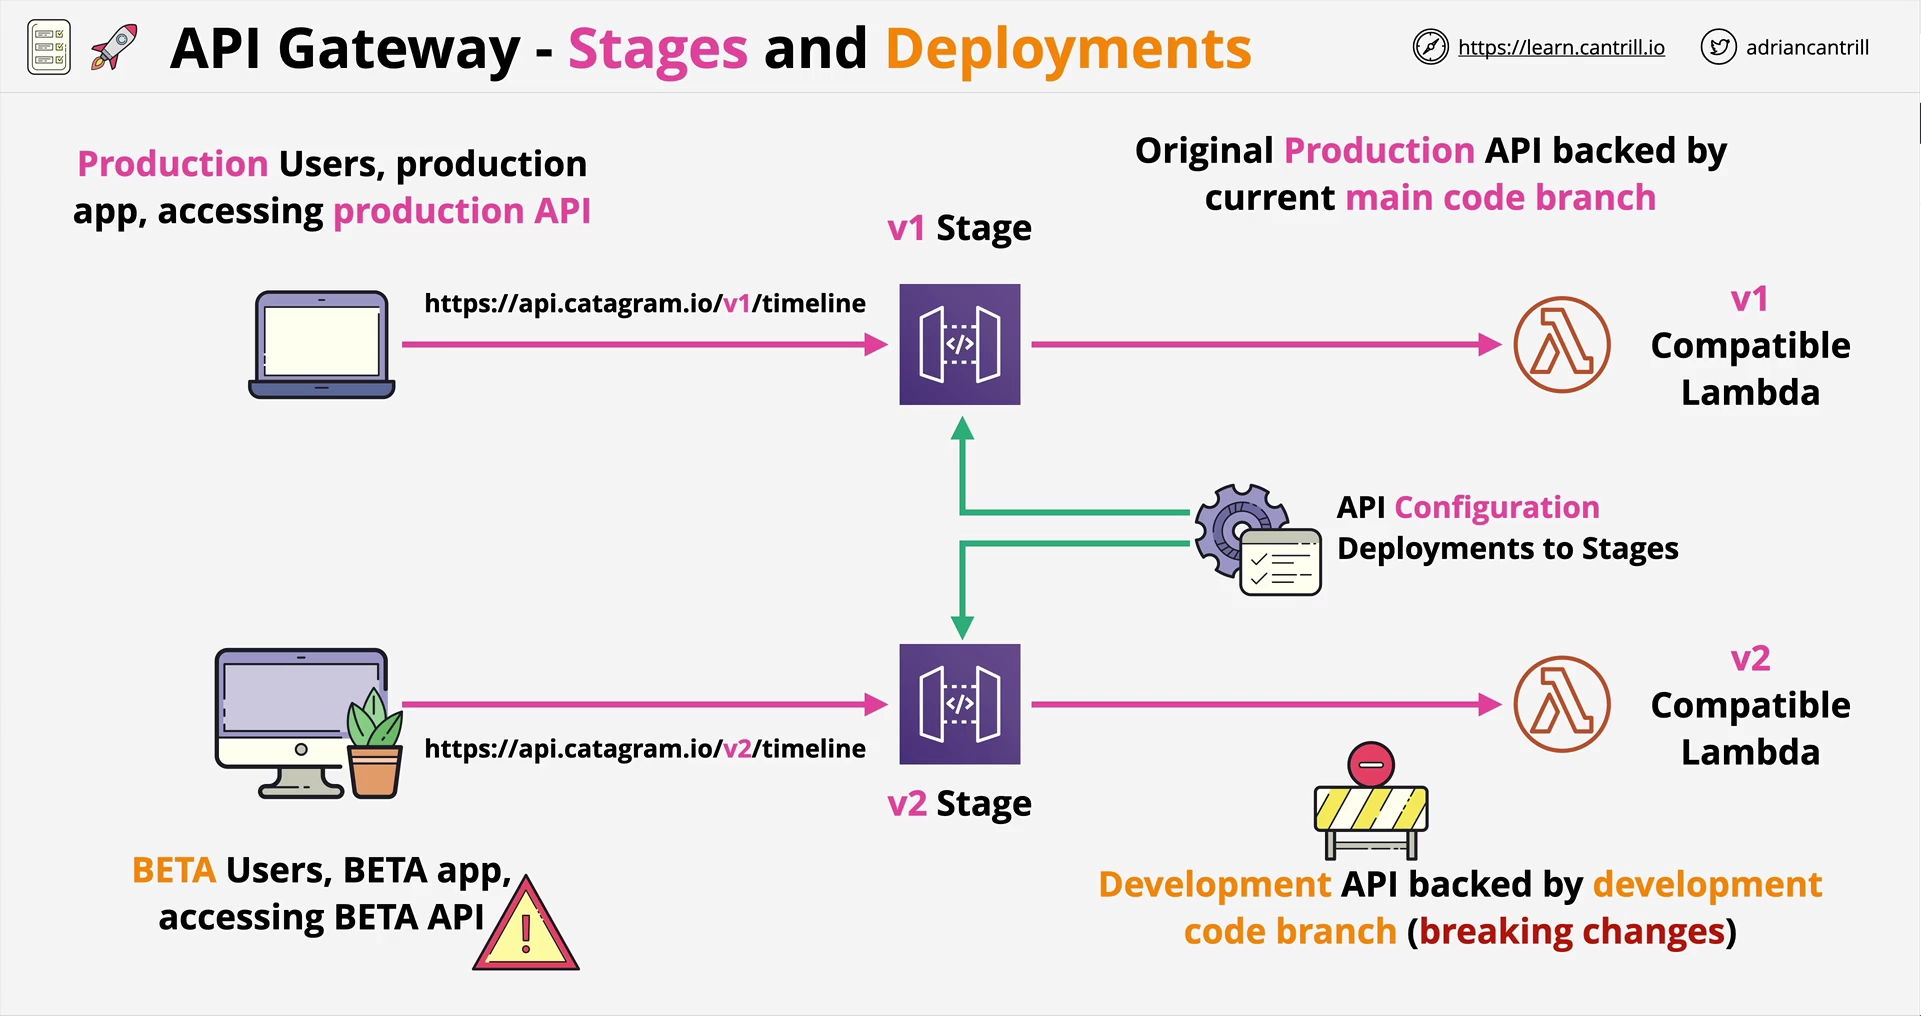 API Gateway - Stages and Deployments
https://learn.cantrill.io
adriancantrill
Production Users, production
app, accessing production API
Original Production API backed by
current main code branch
v1 Stage
https://api.catagram.io/v1/timeline
</>
v1
Compatible
Lambda
API Configuration
Deployments to Stages
https://api.catagram.io/v2/timeline
</>
v2 Stage
v2
Compatible
Lambda
BETA Users, BETA app,
accessing BETA API
Development API backed by development
code branch (breaking changes)